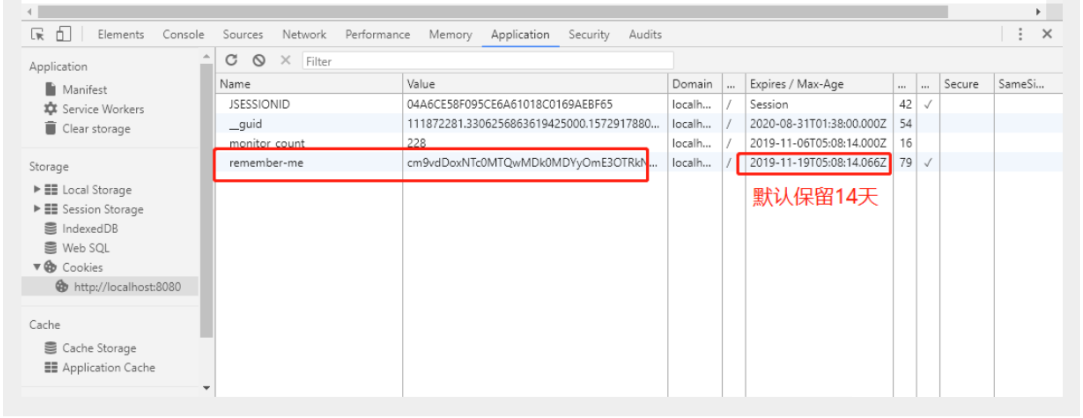 Elements Console Sources Network Performance Memory Application Security Audits
Application
Manifest
Service Workers
Clear storage
Storage
Local Storage
Session Storage
IndexedDB
Web SQL
Cookies
http://localhost:8080
Cache
Cache Storage
Application Cache
Filter
Name Value Domain ... Expires / Max-Age ... ... Secure SameSi...
JSESSIONID 04A6CE58F095CE6A61018C0169AEBF65 localh... / Session 42 ✓
__guid 111872281.3306256863619425000.1572917880... localh... / 2020-08-31T01:38:00.000Z 54
monitor_count 228 localh... / 2019-11-06T05:08:14.000Z 16
remember-me cm9vdDoxNTc0MTQwMDk0MDYyOmE3OTRkN... localh... / 2019-11-19T05:08:14.066Z 79 ✓
默认保留14天